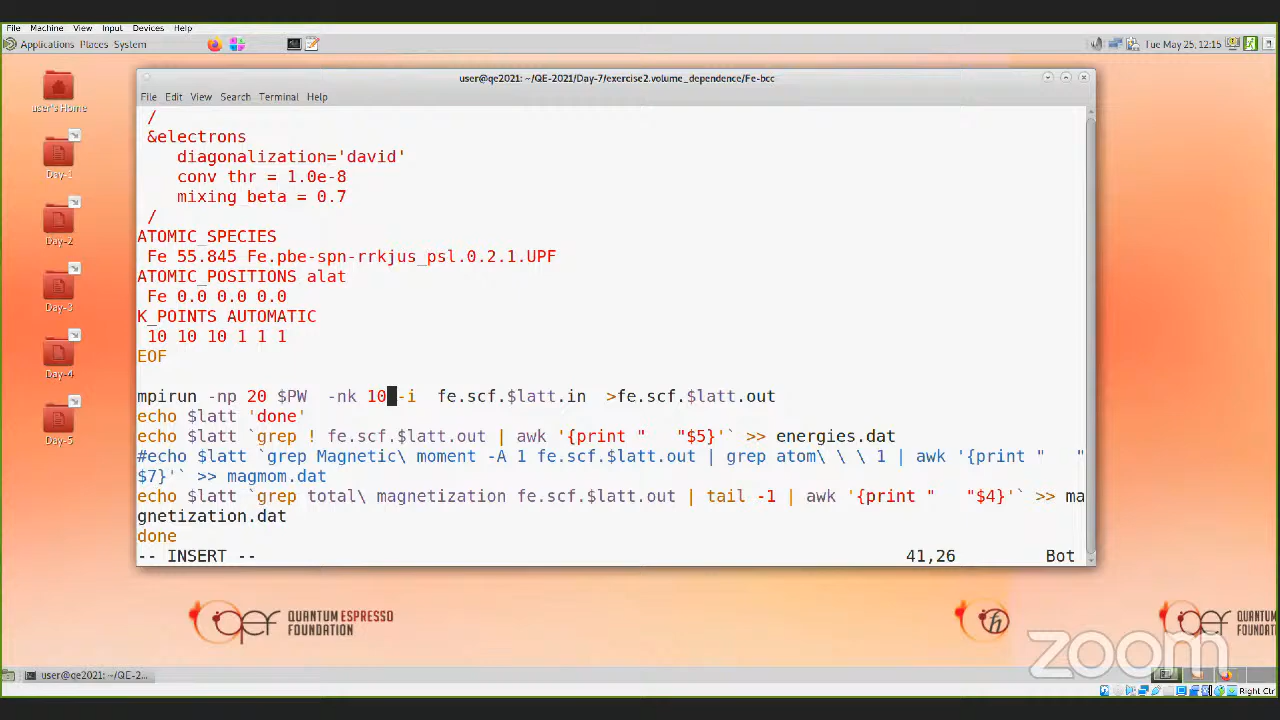 File Machine View Input Devices Help
Applications Places System
Tue May 25, 12:15
user@qe2021: ~/QE-2021/Day-7/exercise2.volume_dependence/Fe-bcc
File Edit View Search Terminal Help
user's Home
Day-1
Day-2
Day-3
Day-4
Day-5
/
&electrons
diagonalization='david'
conv thr = 1.0e-8
mixing beta = 0.7
/
ATOMIC_SPECIES
Fe 55.845 Fe.pbe-spn-rrkjus_psl.0.2.1.UPF
ATOMIC_POSITIONS alat
Fe 0.0 0.0 0.0
K_POINTS AUTOMATIC
10 10 10 1 1 1
EOF
mpirun -np 20 $PW -nk 10 -i fe.scf.$latt.in >fe.scf.$latt.out
echo $latt 'done'
echo $latt `grep ! fe.scf.$latt.out | awk '{print "   "$5}'` >> energies.dat
#echo $latt `grep Magnetic\ moment -A 1 fe.scf.$latt.out | grep atom\ \ \ 1 | awk '{print "   "
$7}'` >> magmom.dat
echo $latt `grep total\ magnetization fe.scf.$latt.out | tail -1 | awk '{print "   "$4}'` >> ma
gnetization.dat
done
-- INSERT -- 41,26 Bot
QUANTUM ESPRESSO
FOUNDATION
QUANTUM
FOUNDAT
zoom
user@qe2021: ~/QE-2...
Right Ctr